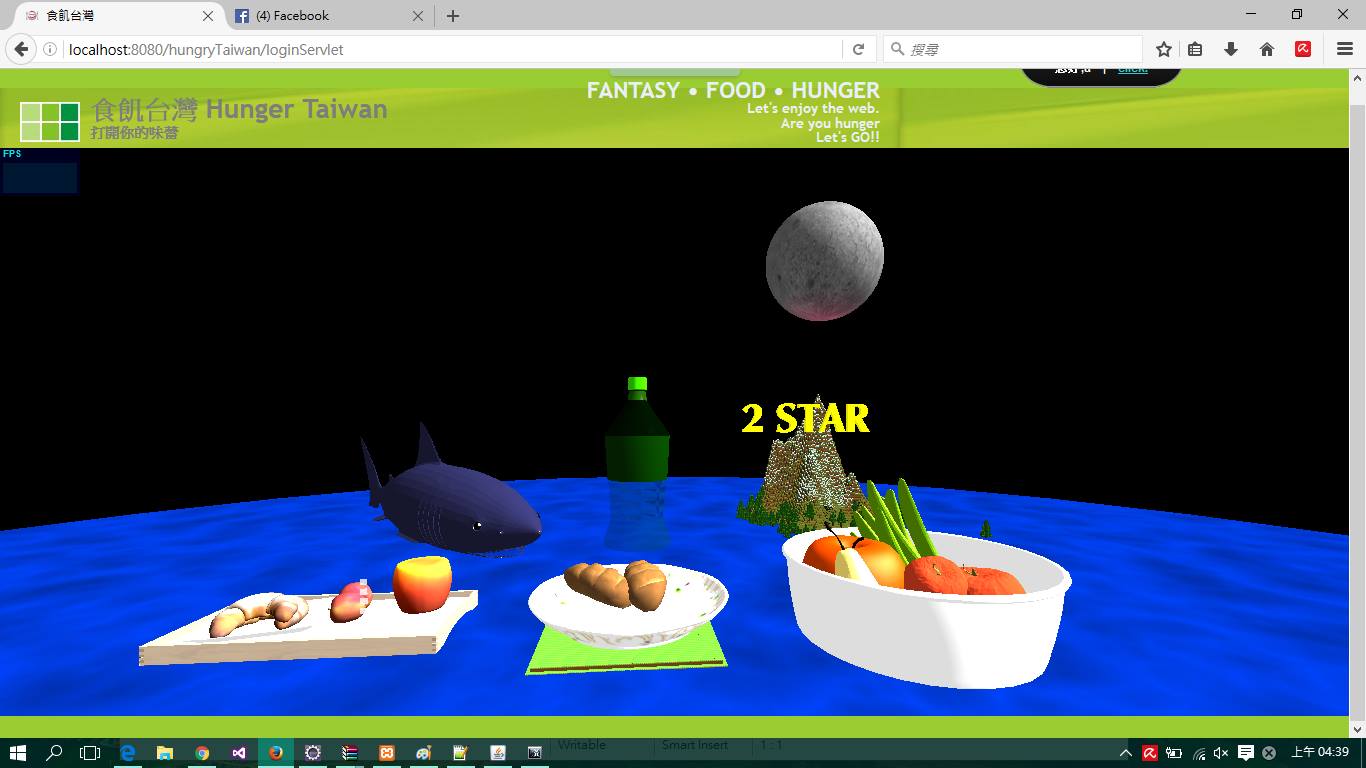 食飢台灣
(4) Facebook
localhost:8080/hungryTaiwan/loginServlet
搜尋
Click!
食飢台灣 Hunger Taiwan
打開你的味蕾
FANTASY • FOOD • HUNGER
Let's enjoy the web.
Are you hunger
Let's GO!!
FPS
2 STAR
Writable
Smart Insert
1 : 1
上午 04:39